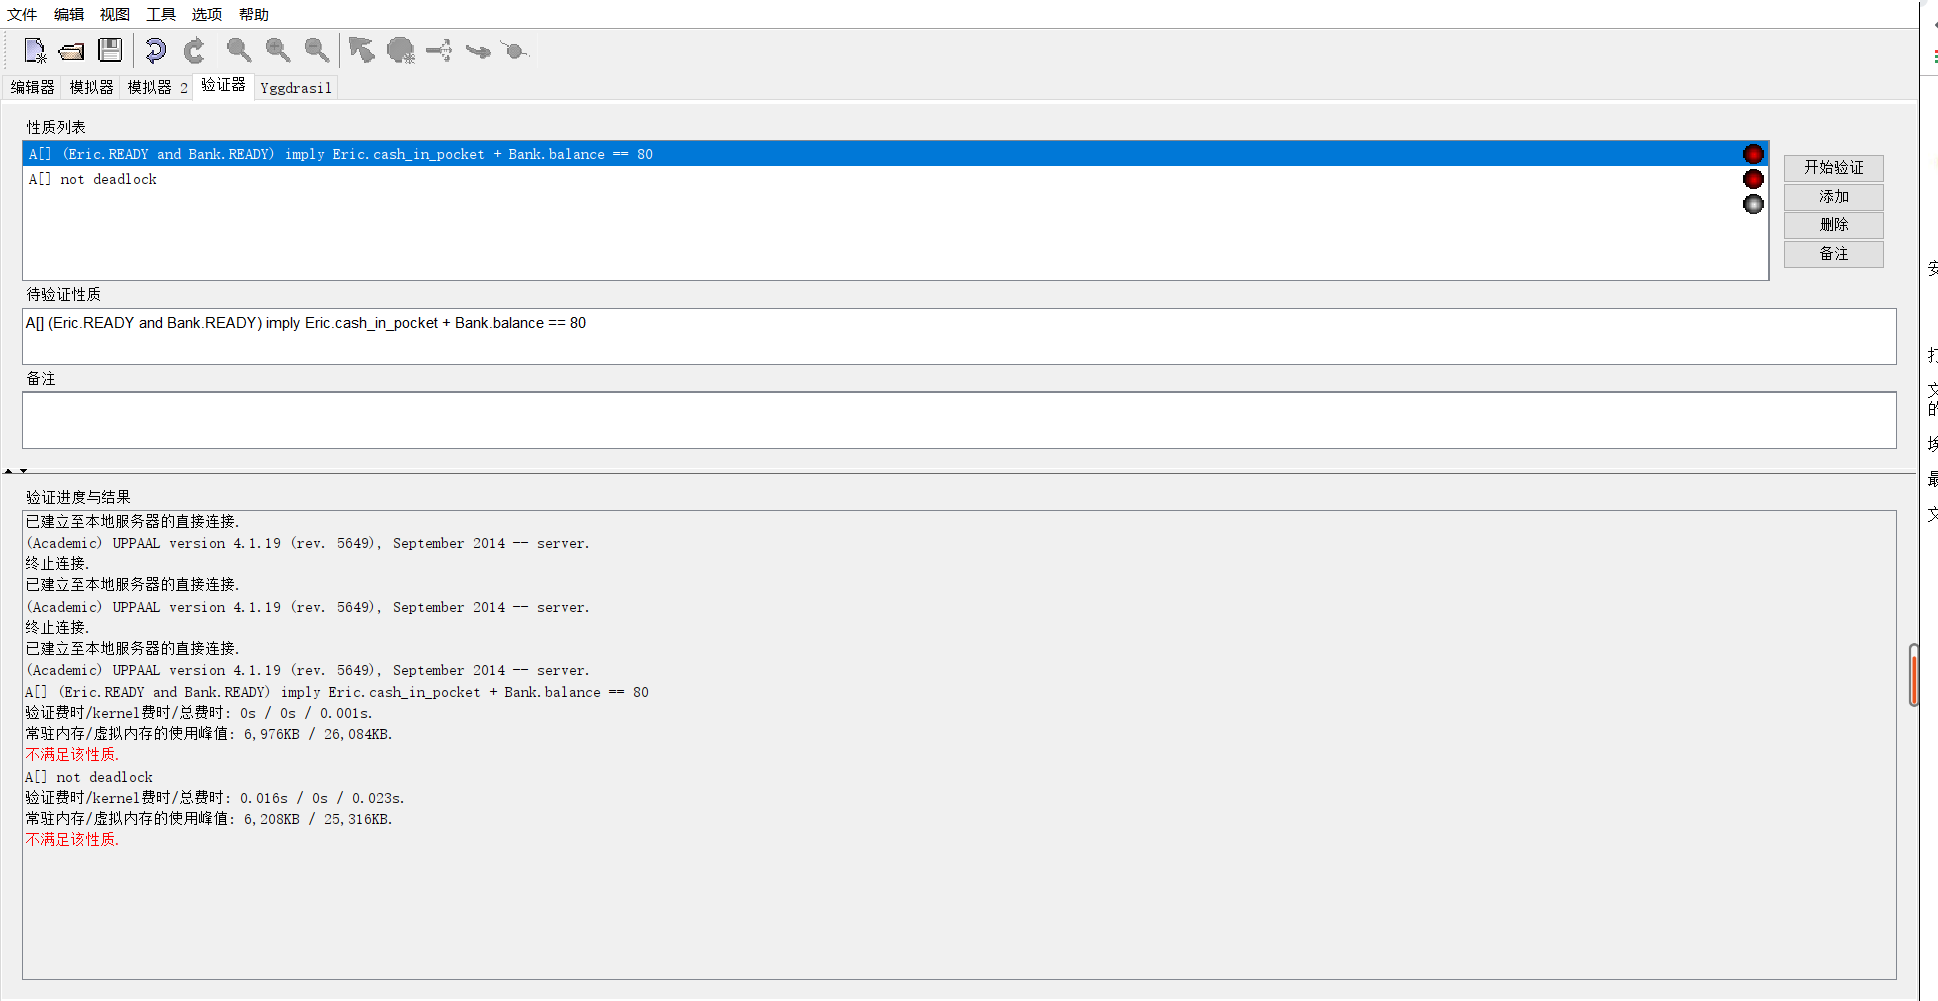 文件 编辑 视图 工具 选项 帮助
编辑器 模拟器 模拟器 2 验证器 Yggdrasil
性质列表
A[] (Eric.READY and Bank.READY) imply Eric.cash_in_pocket + Bank.balance == 80
A[] not deadlock
开始验证
添加
删除
备注
待验证性质
A[] (Eric.READY and Bank.READY) imply Eric.cash_in_pocket + Bank.balance == 80
备注
验证进度与结果
已建立至本地服务器的直接连接.
(Academic) UPPAAL version 4.1.19 (rev. 5649), September 2014 -- server.
终止连接.
已建立至本地服务器的直接连接.
(Academic) UPPAAL version 4.1.19 (rev. 5649), September 2014 -- server.
终止连接.
已建立至本地服务器的直接连接.
(Academic) UPPAAL version 4.1.19 (rev. 5649), September 2014 -- server.
A[] (Eric.READY and Bank.READY) imply Eric.cash_in_pocket + Bank.balance == 80
验证费时/kernel费时/总费时: 0s / 0s / 0.001s.
常驻内存/虚拟内存的使用峰值: 6,976KB / 26,084KB.
不满足该性质.
A[] not deadlock
验证费时/kernel费时/总费时: 0.016s / 0s / 0.023s.
常驻内存/虚拟内存的使用峰值: 6,208KB / 25,316KB.
不满足该性质.